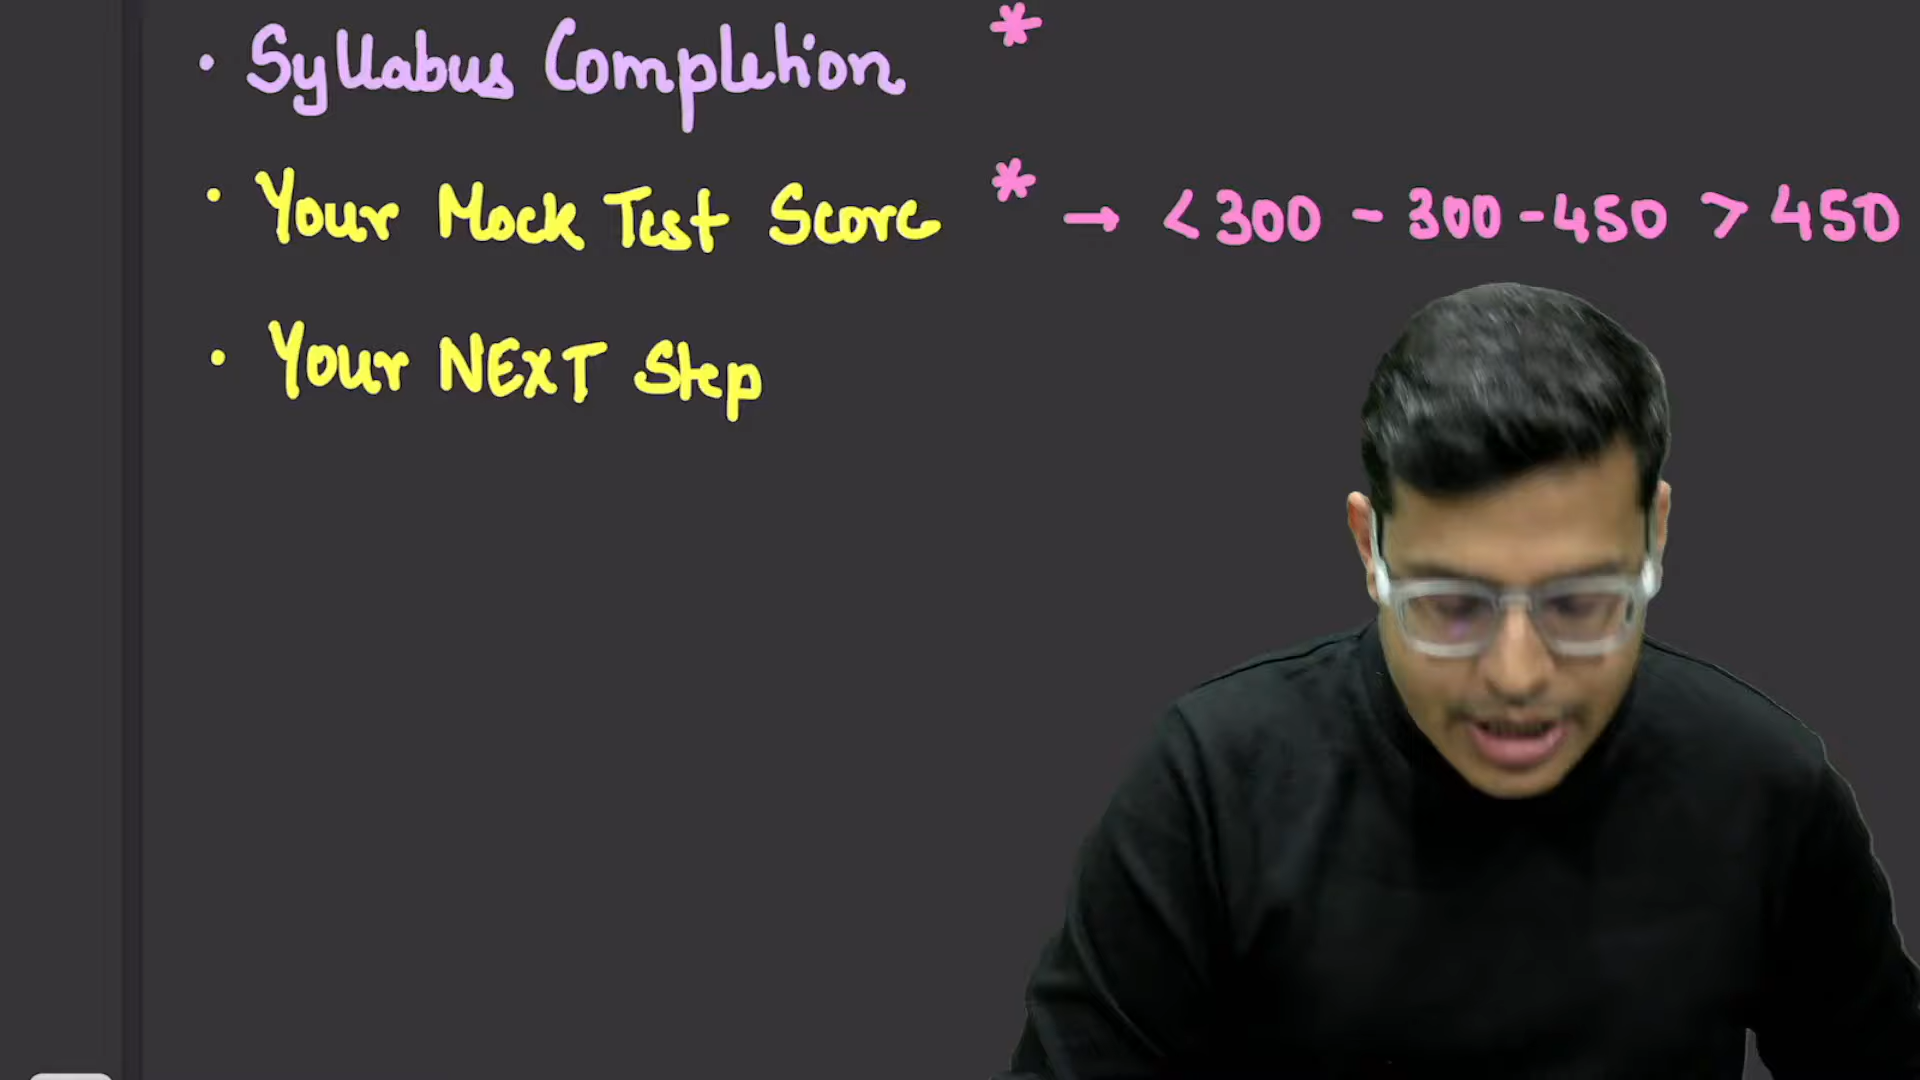 • Syllabus Completion *
• Your Mock Test Score * → < 300 - 300 - 450 > 450
• Your NExT Step